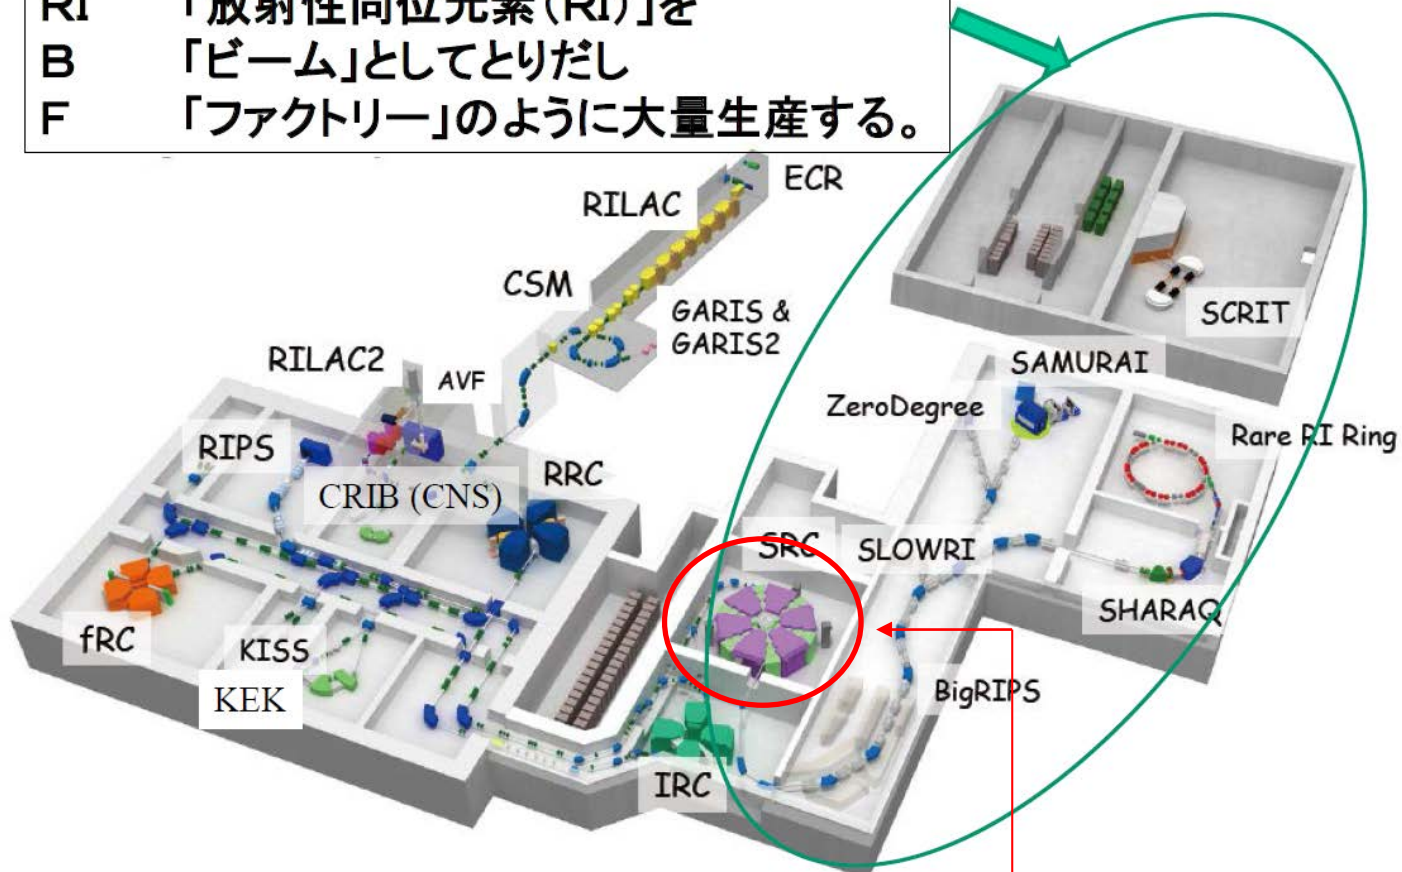 RI 「放射性同位元素(RI)」を
B 「ビーム」としてとりだし
F 「ファクトリー」のように大量生産する。
ECR
RILAC
CSM
GARIS &
GARIS2
SCRIT
RILAC2
AVF
SAMURAI
ZeroDegree
Rare RI Ring
RIPS
RRC
CRIB (CNS)
SRC
SLOWRI
SHARAQ
fRC
KISS
KEK
BigRIPS
IRC